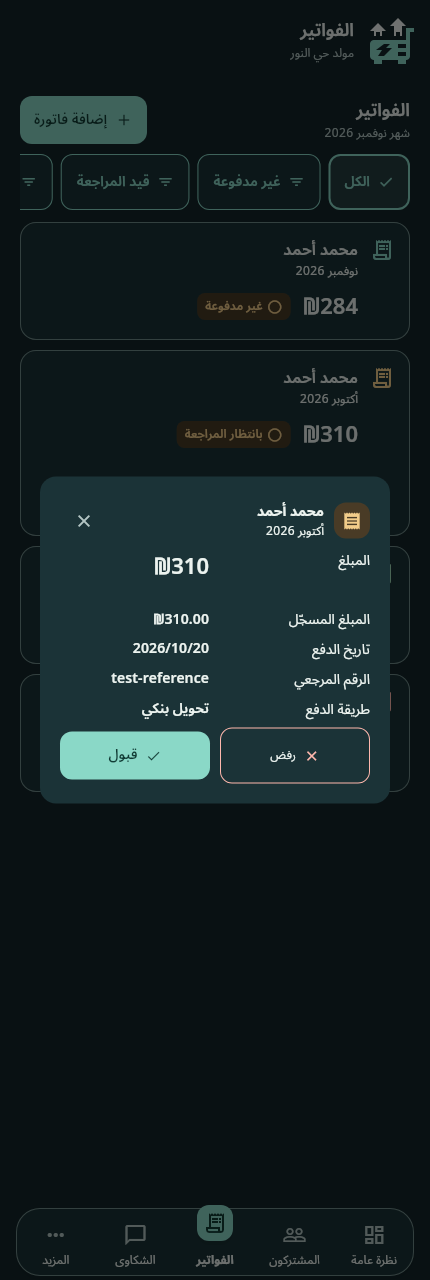 الفواتير
مولد حي النور
الفواتير
شهر نوفمبر 2026
إضافة فاتورة
الكل
غير مدفوعة
قيد المراجعة
محمد أحمد
نوفمبر 2026
₪284
غير مدفوعة
محمد أحمد
أكتوبر 2026
₪310
بانتظار المراجعة
محمد أحمد
أكتوبر 2026
المبلغ
₪310
المبلغ المسجّل
₪310.00
تاريخ الدفع
2026/10/20
الرقم المرجعي
test-reference
طريقة الدفع
تحويل بنكي
رفض
قبول
نظرة عامة
المشتركون
الفواتير
الشكاوى
المزيد